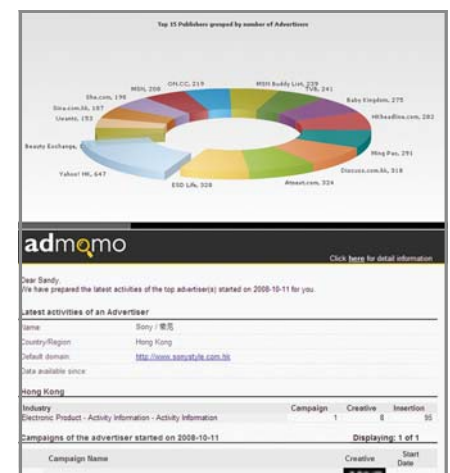 Top 15 Publishers grouped by number of Advertisers
MSN Buddy List, 239
ON.CC, 219
TVB, 241
MSN, 208
Baby Kingdom, 275
She.com, 198
Sina.com.hk, 187
HKheadline.com, 282
Uwants, 153
Beauty Exchange,
Ming Pao, 291
Discuss.com.hk, 318
Yahoo! HK, 647
Atnext.com, 324
ESD Life, 328
admomo
Click here for detail information
Dear Sandy.
We have prepared the latest activities of the top advertiser(s) started on 2008-10-11 for you.
Latest activities of an Advertiser
Name: Sony / 索尼
Country/Region Hong Kong
Default domain: http://www.sonystyle.com.hk
Data available since:
Hong Kong
Industry Campaign Creative Insertion
Electronic Product - Activity Information - Activity Information 1 8 95
Campaigns of the advertiser started on 2008-10-11 Displaying: 1 of 1
Campaign Name Creative Start Date